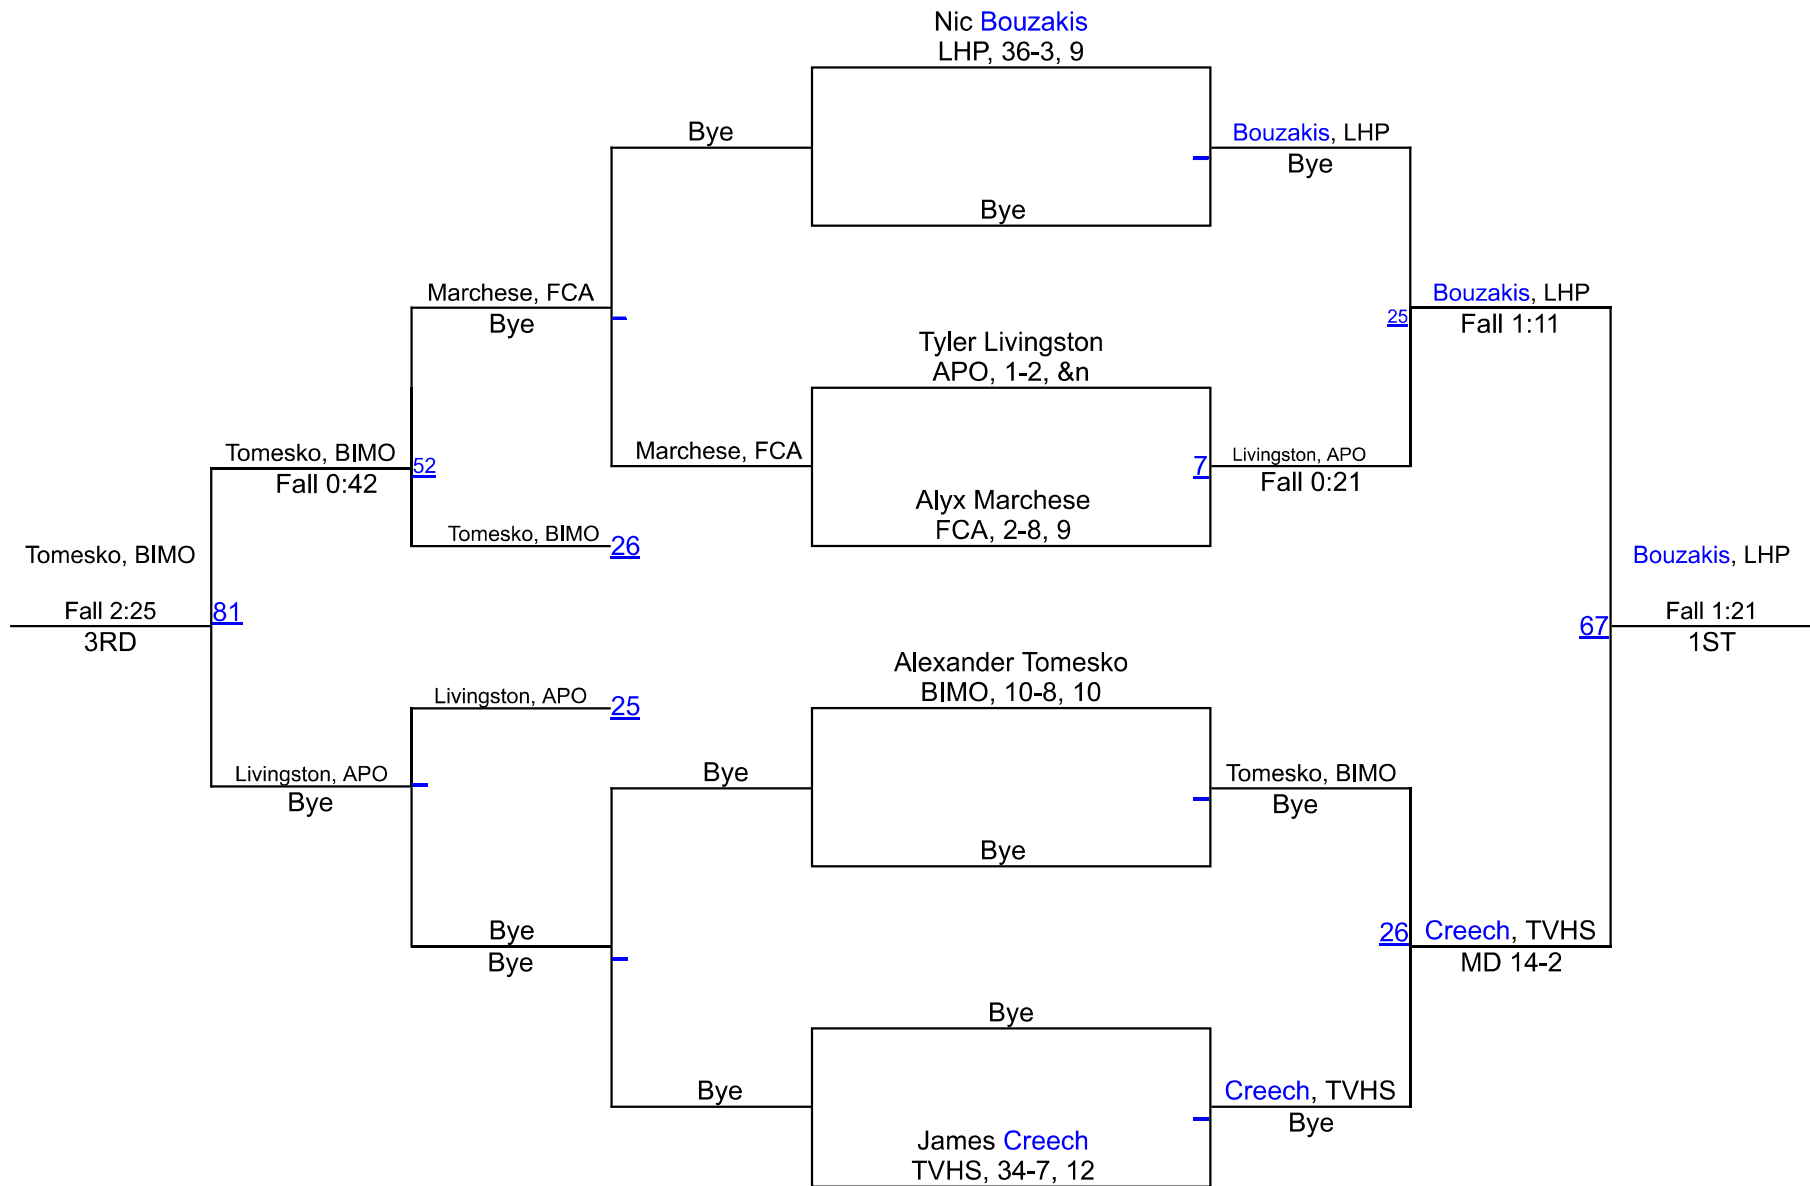 Nic Bouzakis
LHP, 36-3, 9
Bye
Bouzakis, LHP
Bye
Bye
Marchese, FCA
Bye
Bouzakis, LHP
25
Fall 1:11
Tyler Livingston
APO, 1-2, &n
Tomesko, BIMO
52
Fall 0:42
Marchese, FCA
7
Livingston, APO
Fall 0:21
Alyx Marchese
FCA, 2-8, 9
Tomesko, BIMO
26
Tomesko, BIMO
Bouzakis, LHP
Fall 2:25
81
3RD
67
Fall 1:21
1ST
Alexander Tomesko
BIMO, 10-8, 10
Livingston, APO
25
Livingston, APO
Bye
Bye
Tomesko, BIMO
Bye
Bye
Bye
Bye
26
Creech, TVHS
MD 14-2
Bye
Bye
Creech, TVHS
Bye
James Creech
TVHS, 34-7, 12